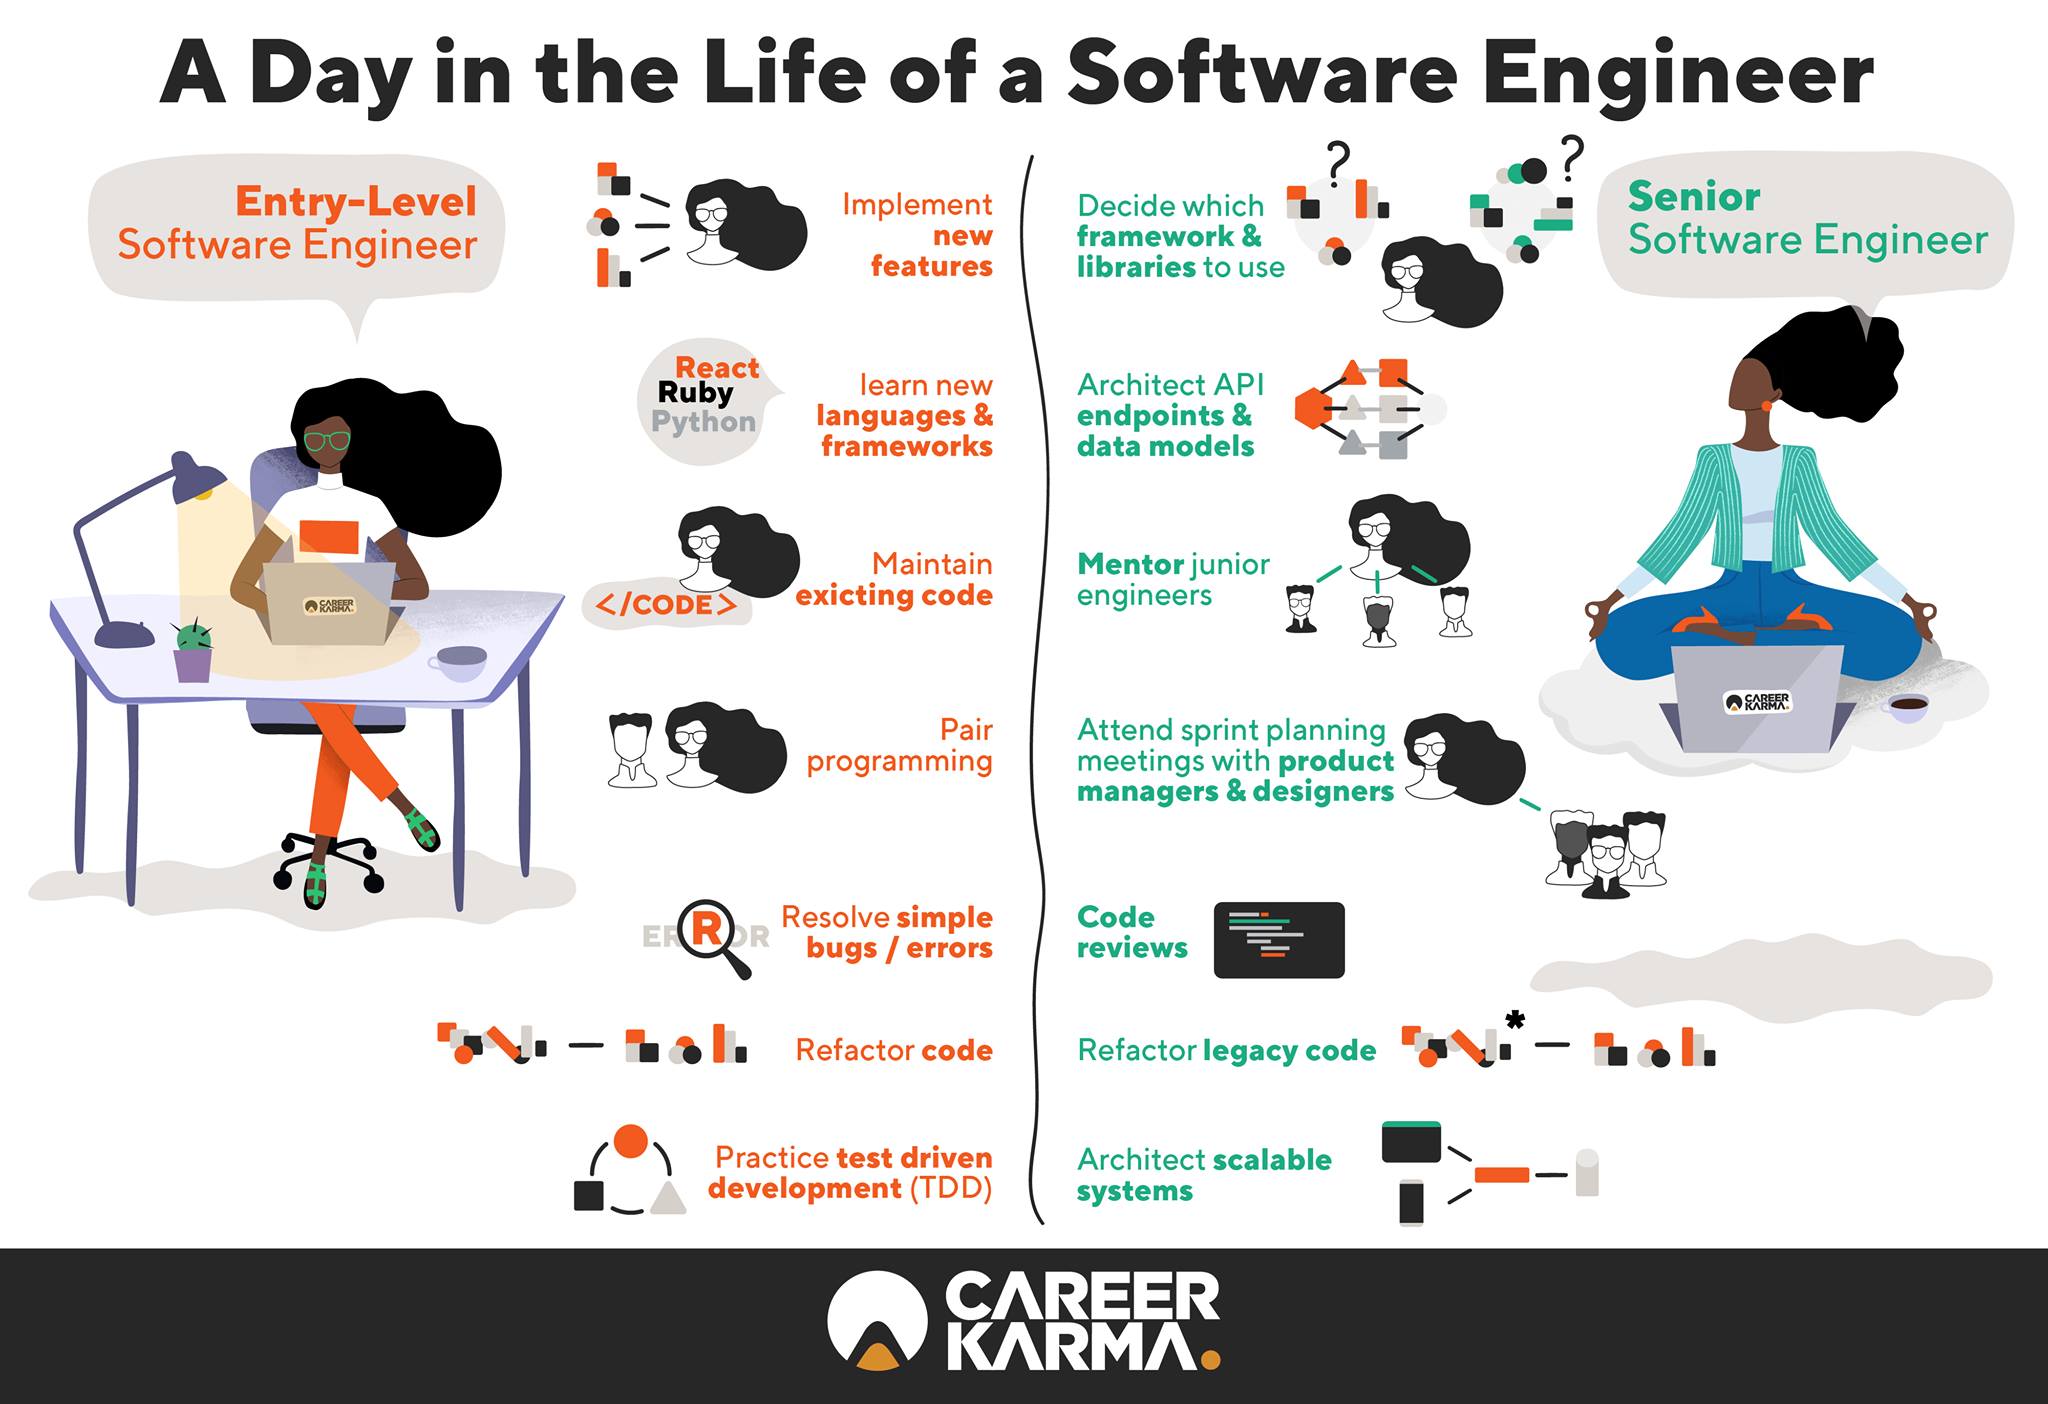 A Day in the Life of a Software Engineer
Entry-Level
Software Engineer
Implement
new
features
React
Ruby
Python
learn new
languages &
frameworks
Maintain
exicting code
</CODE>
Pair
programming
ERROR
Resolve simple
bugs / errors
Refactor code
Practice test driven
development (TDD)
Senior
Software Engineer
Decide which
framework &
libraries to use
? ?
Architect API
endpoints &
data models
Mentor junior
engineers
Attend sprint planning
meetings with product
managers & designers
Code
reviews
Refactor legacy code
*
Architect scalable
systems
CAREER
KARMA.
CAREER
KARMA.
CAREER
KARMA.